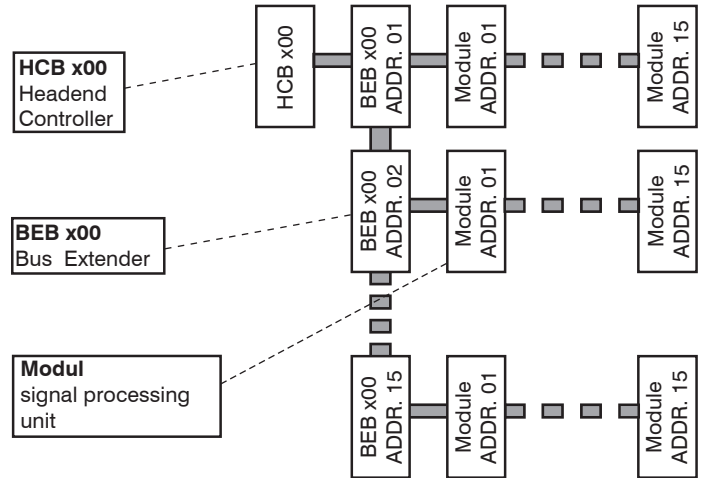 HCB x00
Headend
Controller
HCB x00
BEB x00
ADDR. 01
Module
ADDR. 01
Module
ADDR. 15
BEB x00
Bus Extender
BEB x00
ADDR. 02
Module
ADDR. 01
Module
ADDR. 15
Modul
signal processing
unit
BEB x00
ADDR. 15
Module
ADDR. 01
Module
ADDR. 15